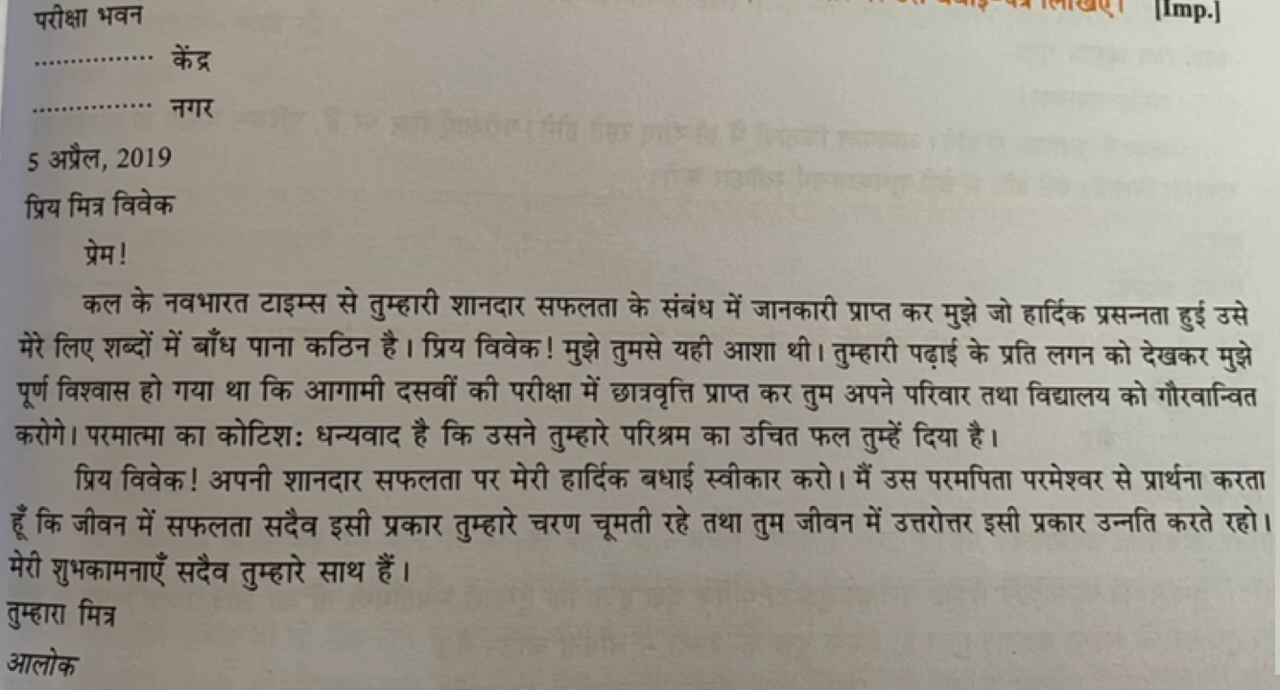 लिखिए। [Imp.]
परीक्षा भवन
................ केंद्र
................ नगर
5 अप्रैल, 2019
प्रिय मित्र विवेक
प्रेम!
कल के नवभारत टाइम्स से तुम्हारी शानदार सफलता के संबंध में जानकारी प्राप्त कर मुझे जो हार्दिक प्रसन्नता हुई उसे
मेरे लिए शब्दों में बाँध पाना कठिन है। प्रिय विवेक! मुझे तुमसे यही आशा थी। तुम्हारी पढ़ाई के प्रति लगन को देखकर मुझे
पूर्ण विश्वास हो गया था कि आगामी दसवीं की परीक्षा में छात्रवृत्ति प्राप्त कर तुम अपने परिवार तथा विद्यालय को गौरवान्वित
करोगे। परमात्मा का कोटिशः धन्यवाद है कि उसने तुम्हारे परिश्रम का उचित फल तुम्हें दिया है।
प्रिय विवेक! अपनी शानदार सफलता पर मेरी हार्दिक बधाई स्वीकार करो। मैं उस परमपिता परमेश्वर से प्रार्थना करता
हूँ कि जीवन में सफलता सदैव इसी प्रकार तुम्हारे चरण चूमती रहे तथा तुम जीवन में उत्तरोत्तर इसी प्रकार उन्नति करते रहो।
मेरी शुभकामनाएँ सदैव तुम्हारे साथ हैं।
तुम्हारा मित्र
आलोक